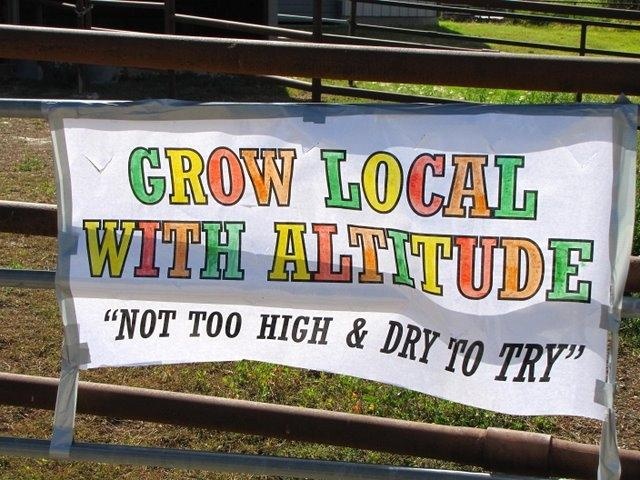 GROW LOCAL
WITH ALTITUDE
“NOT TOO HIGH & DRY TO TRY”